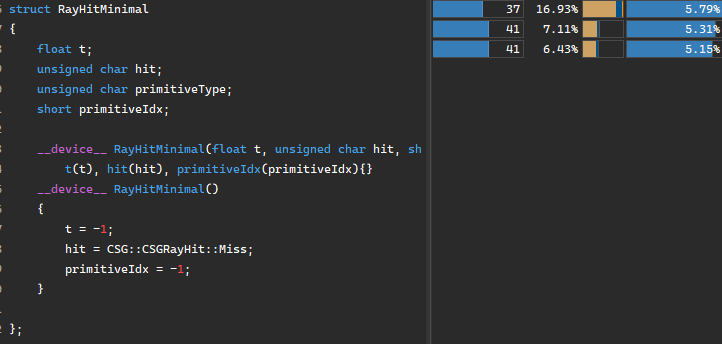 struct RayHitMinimal 37 16.93% 5.79%
{ 41 7.11% 5.31%
float t; 41 6.43% 5.15%
unsigned char hit;
unsigned char primitiveType;
short primitiveIdx;
__device__ RayHitMinimal(float t, unsigned char hit, sh
t(t), hit(hit), primitiveIdx(primitiveIdx){}
__device__ RayHitMinimal()
{
t = -1;
hit = CSG::CSGRayHit::Miss;
primitiveIdx = -1;
}
};